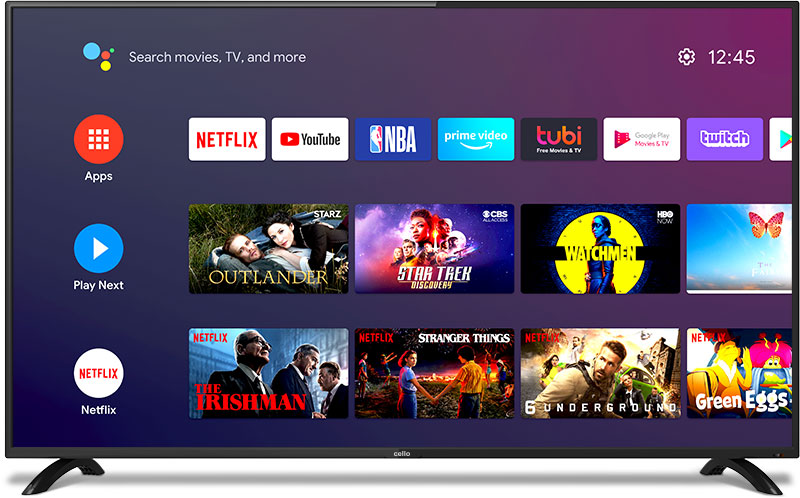 Search movies, TV, and more
12:45
Apps
NETFLIX
YouTube
NBA
prime video
tubi
Free Movies & TV
Google Play
Movies & TV
twitch
Play Next
STARZ
OUTLANDER
CBS
ALL ACCESS
STAR TREK
DISCOVERY
HBO
NOW
WATCHMEN
THE
NETFLIX
Netflix
NETFLIX
THE
IRISHMAN
NETFLIX
STRANGER THINGS
NETFLIX
6 UNDERGROUND
NETFLIX
Green Eggs
cello